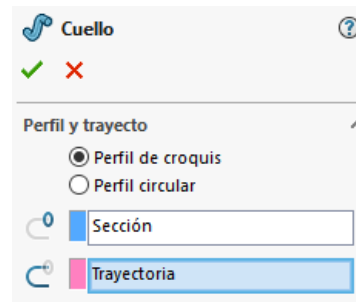 Cuello
Perfil y trayecto
Perfil de croquis
Perfil circular
Sección
Trayectoria